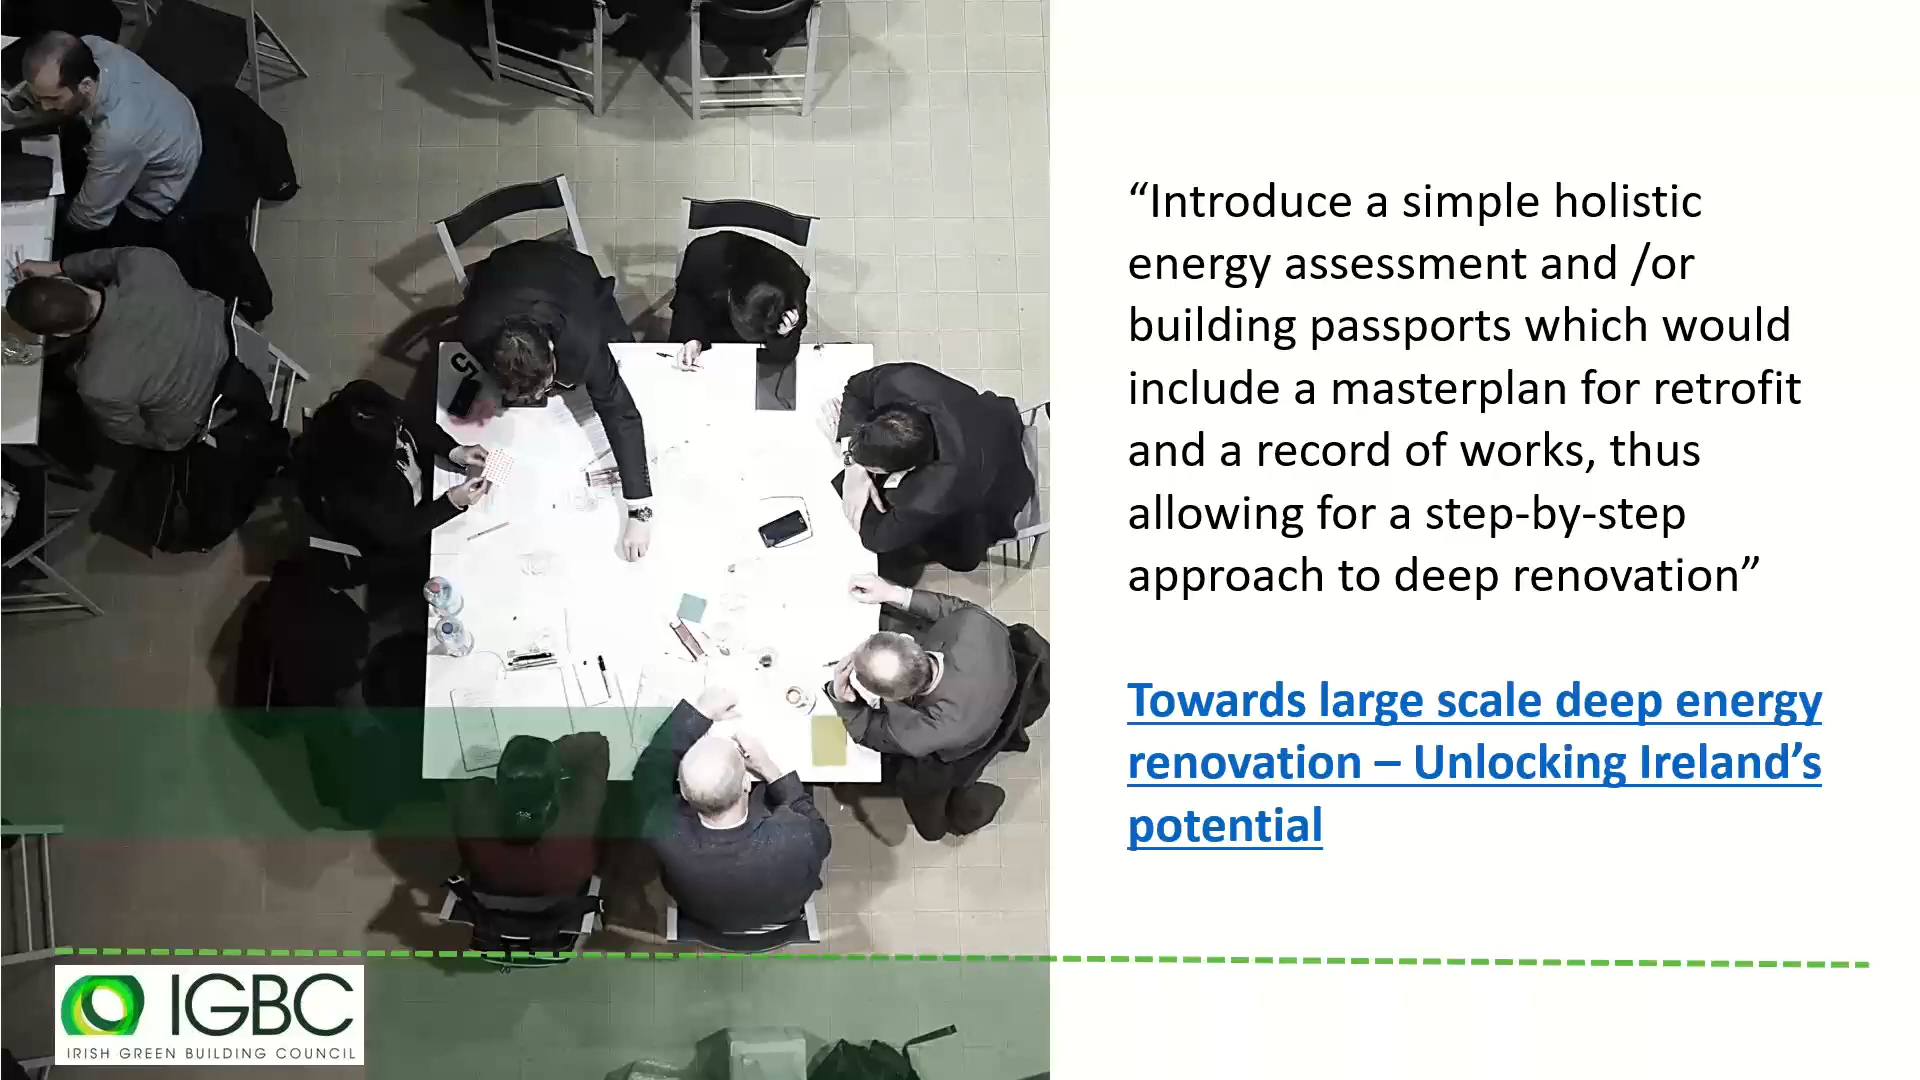 “Introduce a simple holistic
energy assessment and /or
building passports which would
include a masterplan for retrofit
and a record of works, thus
allowing for a step-by-step
approach to deep renovation”
Towards large scale deep energy
renovation – Unlocking Ireland’s
potential
5
IGBC
IRISH GREEN BUILDING COUNCIL